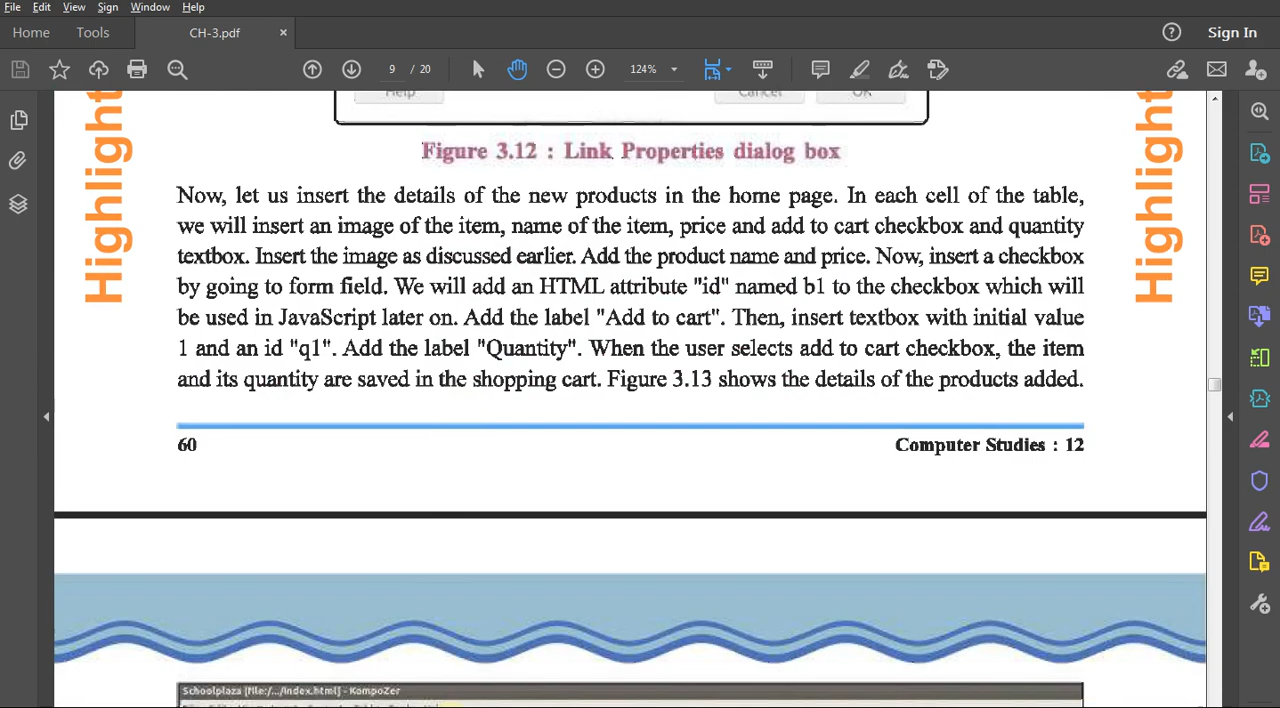 File Edit View Sign Window Help
Home Tools CH-3.pdf × Sign In
9 / 20 124%
Help Cancel OK
Highlight
Highlight
Figure 3.12 : Link Properties dialog box
Now, let us insert the details of the new products in the home page. In each cell of the table,
we will insert an image of the item, name of the item, price and add to cart checkbox and quantity
textbox. Insert the image as discussed earlier. Add the product name and price. Now, insert a checkbox
by going to form field. We will add an HTML attribute "id" named b1 to the checkbox which will
be used in JavaScript later on. Add the label "Add to cart". Then, insert textbox with initial value
1 and an id "q1". Add the label "Quantity". When the user selects add to cart checkbox, the item
and its quantity are saved in the shopping cart. Figure 3.13 shows the details of the products added.
60 Computer Studies : 12
Schoolplaza [file:/.../index.html] - KompoZer